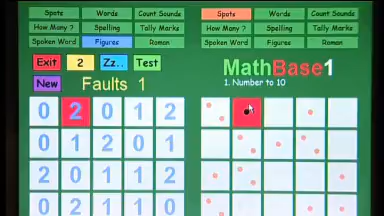 Spots Words Count Sounds
How Many ? Spelling Tally Marks
Spoken Word Figures Roman
Spots Words Count Sounds
How Many ? Spelling Tally Marks
Spoken Word Figures Roman
Exit 2 Zz.. Test
New Faults 1
MathBase1
1. Number to 10
0 2 0 1 2
0 1 2 0 1
2 0 1 2 0
0 1 2 1 0